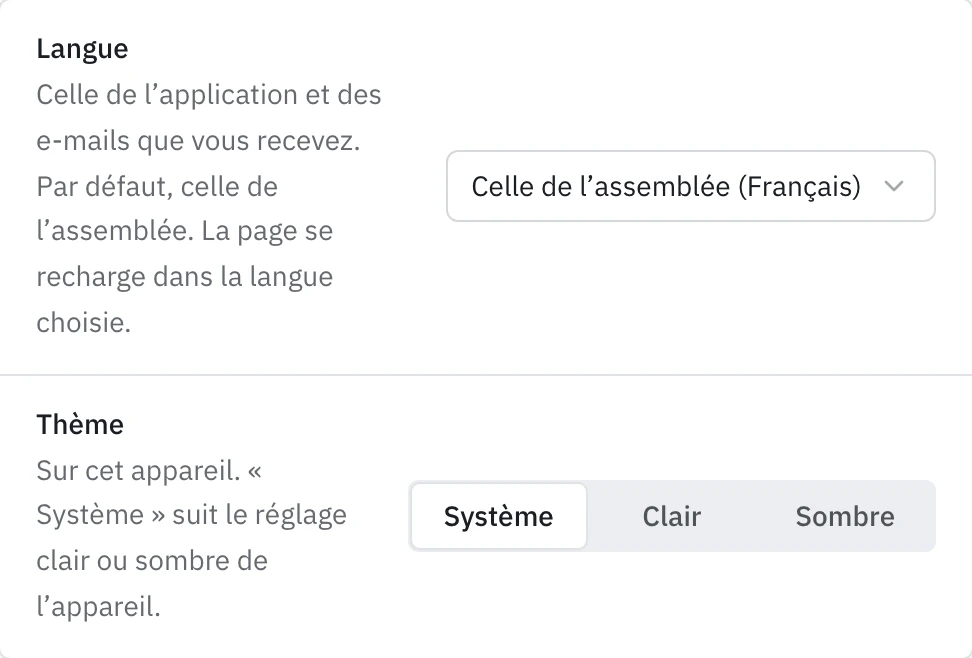 Langue
Celle de l’application et des
e-mails que vous recevez.
Par défaut, celle de
l’assemblée. La page se
recharge dans la langue
choisie.
Celle de l’assemblée (Français)
Thème
Sur cet appareil. «
Système » suit le réglage
clair ou sombre de
l’appareil.
Système Clair Sombre